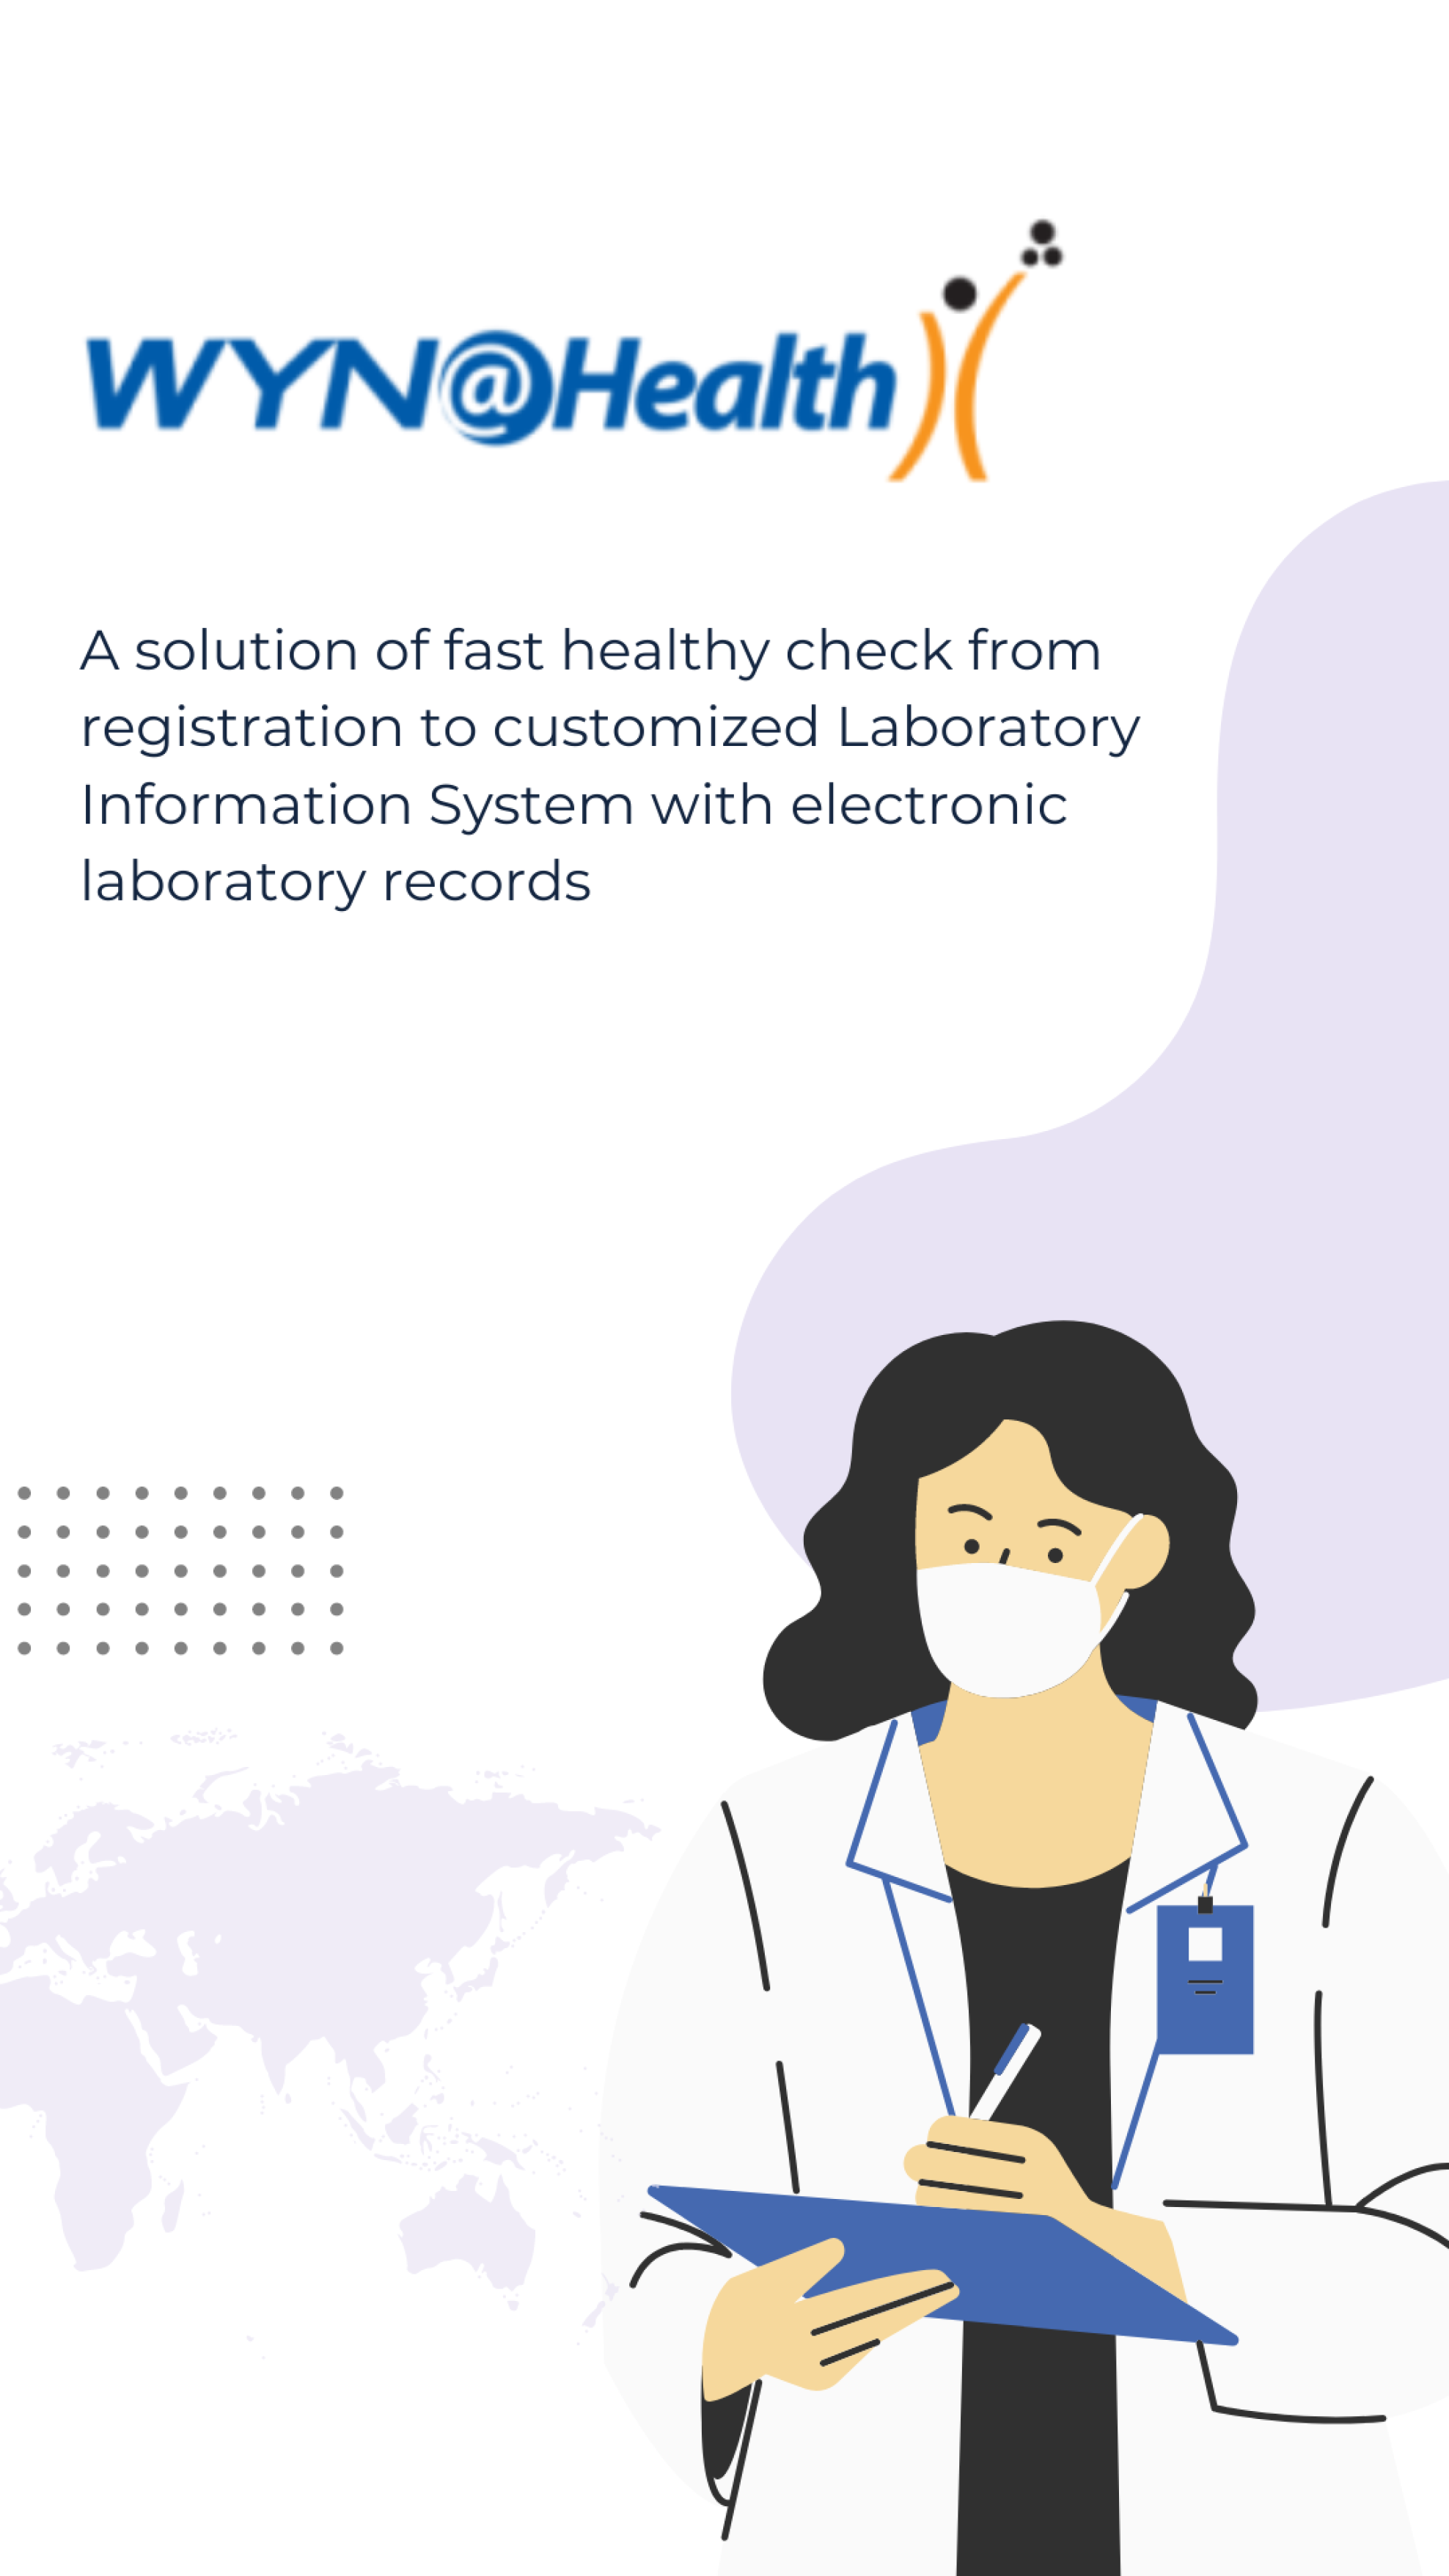 WYN@Health
A solution of fast healthy check from
registration to customized Laboratory
Information System with electronic
laboratory records